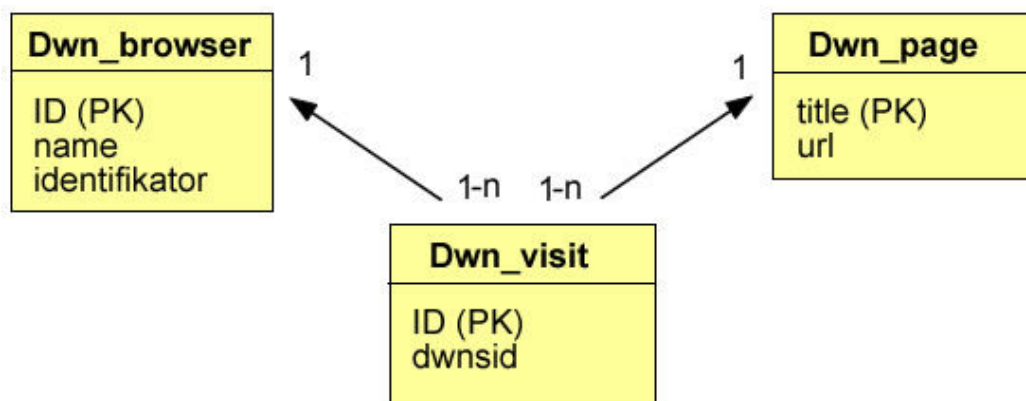 Dwn_browser
ID (PK)
name
identifikator
1
1
Dwn_page
title (PK)
url
1-n
1-n
Dwn_visit
ID (PK)
dwnsid